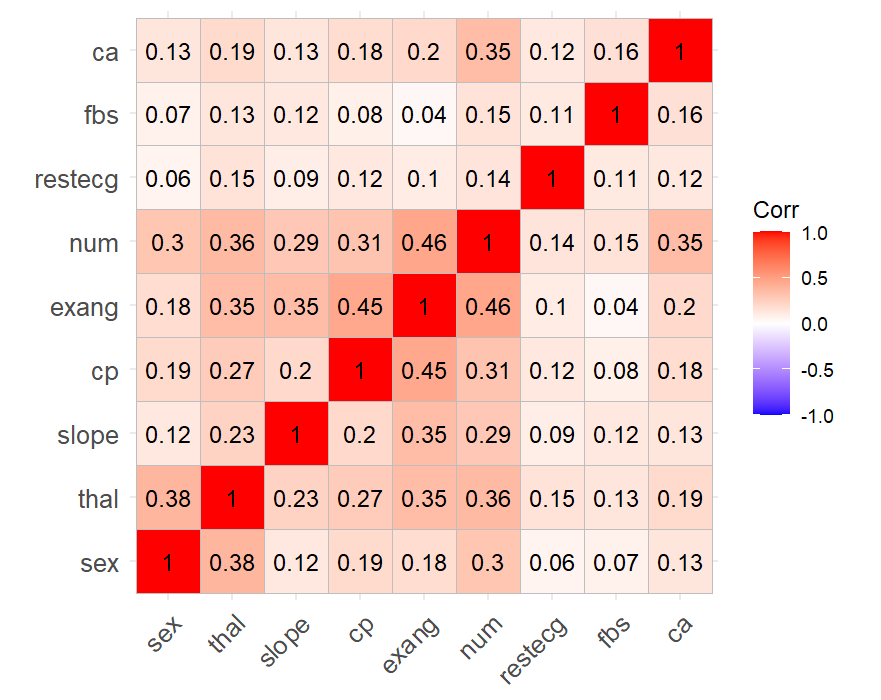 ca 0.13 0.19 0.13 0.18 0.2 0.35 0.12 0.16 1
fbs 0.07 0.13 0.12 0.08 0.04 0.15 0.11 1 0.16
restecg 0.06 0.15 0.09 0.12 0.1 0.14 1 0.11 0.12
num 0.3 0.36 0.29 0.31 0.46 1 0.14 0.15 0.35
exang 0.18 0.35 0.35 0.45 1 0.46 0.1 0.04 0.2
cp 0.19 0.27 0.2 1 0.45 0.31 0.12 0.08 0.18
slope 0.12 0.23 1 0.2 0.35 0.29 0.09 0.12 0.13
thal 0.38 1 0.23 0.27 0.35 0.36 0.15 0.13 0.19
sex 1 0.38 0.12 0.19 0.18 0.3 0.06 0.07 0.13
sex thal slope cp exang num restecg fbs ca
Corr
1.0
0.5
0.0
-0.5
-1.0